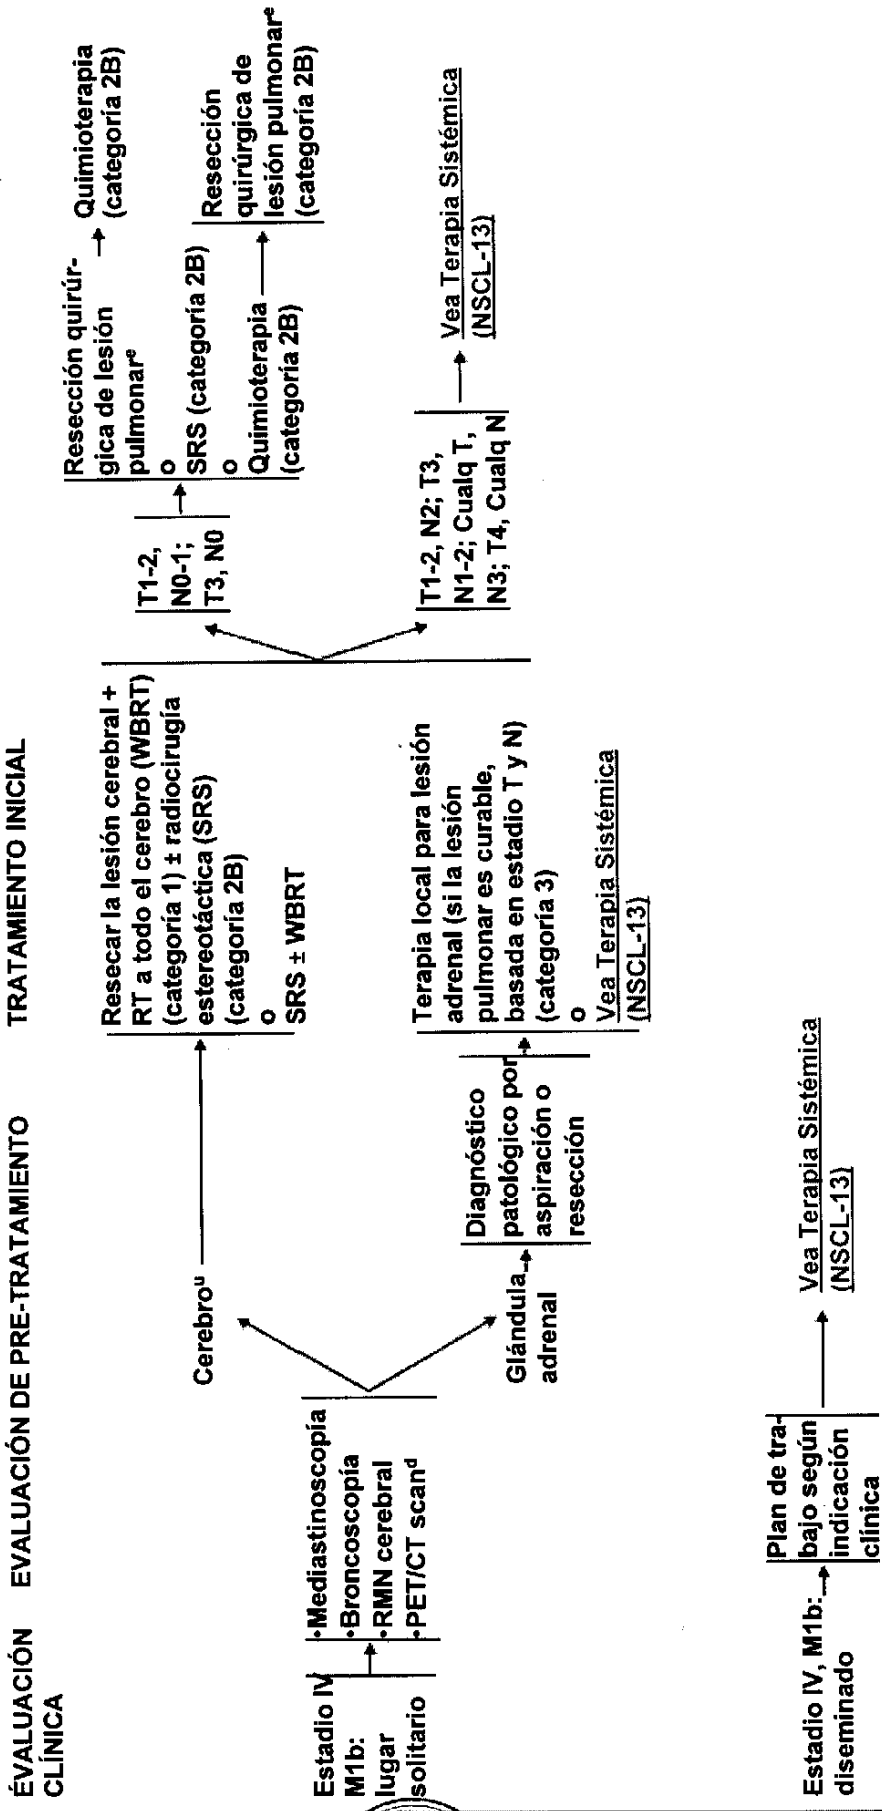 EVALUACIÓN
CLÍNICA
EVALUACIÓN DE PRE-TRATAMIENTO
TRATAMIENTO INICIAL
Estadio IV
M1b:
lugar
solitario
•Mediastinoscopía
•Broncoscopía
•RMN cerebral
•PET/CT scanᵈ
Cerebroᵘ
Resecar la lesión cerebral +
RT a todo el cerebro (WBRT)
(categoría 1) ± radiocirugía
estereotáctica (SRS)
(categoría 2B)
o
SRS ± WBRT
Glándula
adrenal
Diagnóstico
patológico por
aspiración o
resección
Terapia local para lesión
adrenal (si la lesión
pulmonar es curable,
basada en estadio T y N)
(categoría 3)
o
Vea Terapia Sistémica
(NSCL-13)
T1-2,
N0-1;
T3, N0
Resección quirúr-
gica de lesión
pulmonarᵉ
o
SRS (categoría 2B)
o
Quimioterapia
(categoría 2B)
Quimioterapia
(categoría 2B)
Resección
quirúrgica de
lesión pulmonarᵉ
(categoría 2B)
T1-2, N2; T3,
N1-2; Cualq T,
N3; T4, Cualq N
Vea Terapia Sistémica
(NSCL-13)
Estadio IV, M1b:
diseminado
Plan de tra-
bajo según
indicación
clínica
Vea Terapia Sistémica
(NSCL-13)